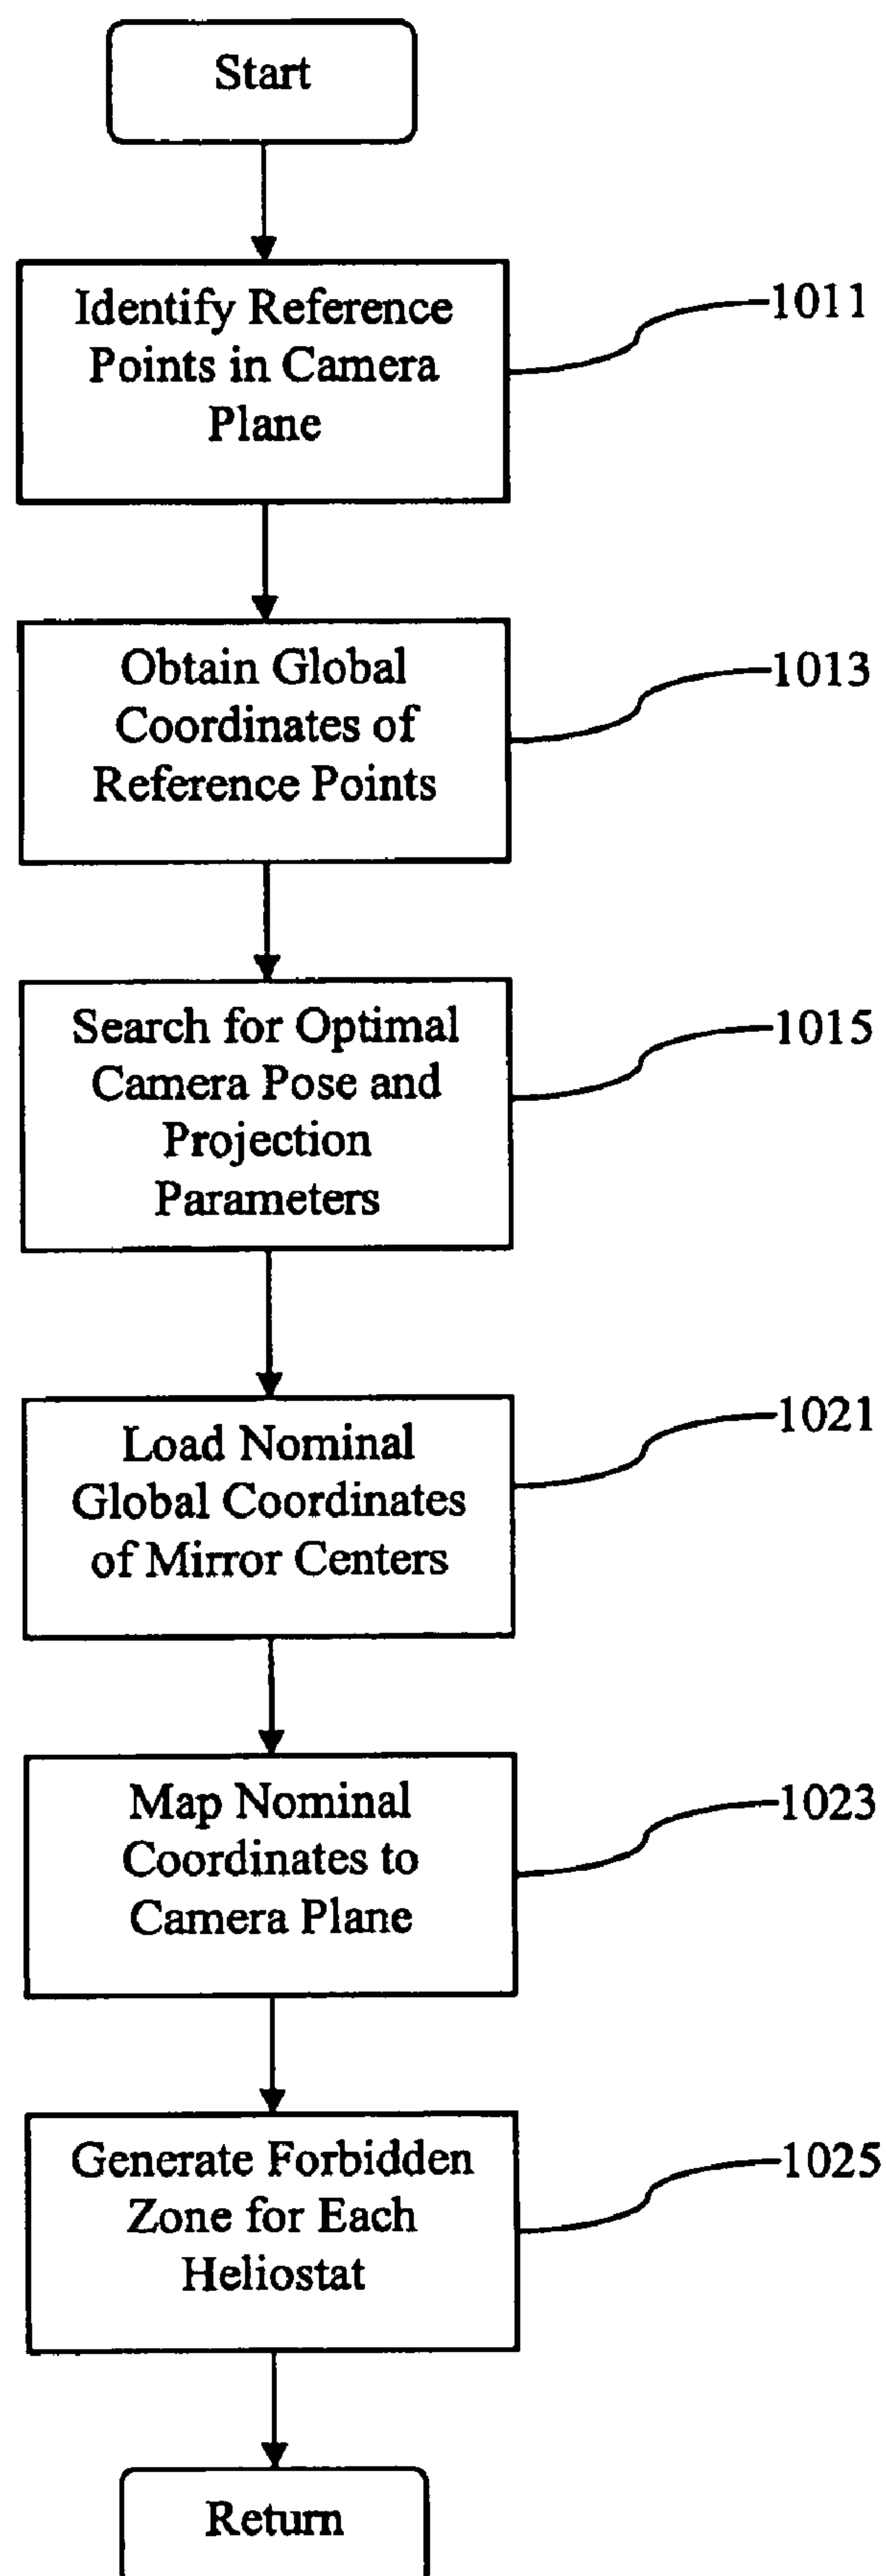 Start
Identify Reference
Points in Camera
Plane
1011
Obtain Global
Coordinates of
Reference Points
1013
Search for Optimal
Camera Pose and
Projection
Parameters
1015
Load Nominal
Global Coordinates
of Mirror Centers
1021
Map Nominal
Coordinates to
Camera Plane
1023
Generate Forbidden
Zone for Each
Heliostat
1025
Return